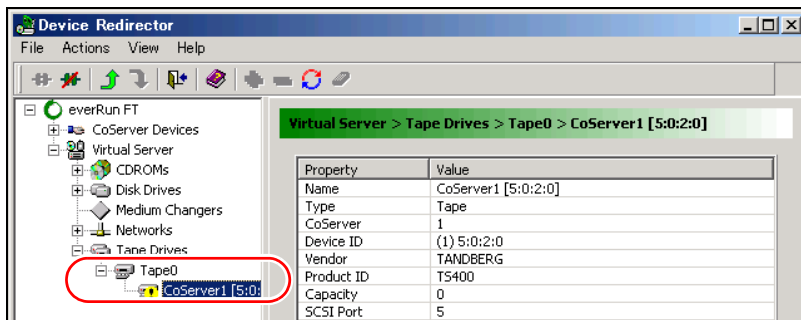 Device Redirector
File Actions View Help
everRun FT
CoServer Devices
Virtual Server
CDROMs
Disk Drives
Medium Changers
Networks
Tape Drives
Tape0
CoServer1 [5:0:
Virtual Server > Tape Drives > Tape0 > CoServer1 [5:0:2:0]
Property Value
Name CoServer1 [5:0:2:0]
Type Tape
CoServer 1
Device ID (1) 5:0:2:0
Vendor TANDBERG
Product ID TS400
Capacity 0
SCSI Port 5